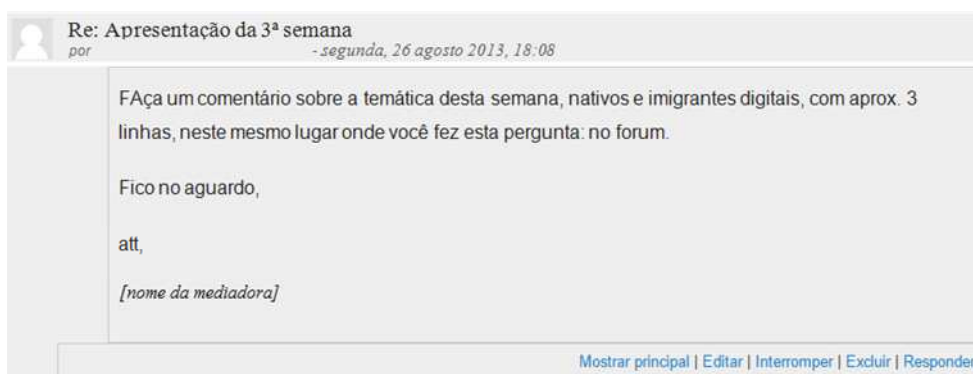 Re: Apresentação da 3ª semana
por - segunda, 26 agosto 2013, 18:08
FAça um comentário sobre a temática desta semana, nativos e imigrantes digitais, com aprox. 3
linhas, neste mesmo lugar onde você fez esta pergunta: no forum.
Fico no aguardo,
att,
[nome da mediadora]
Mostrar principal | Editar | Interromper | Excluir | Responder